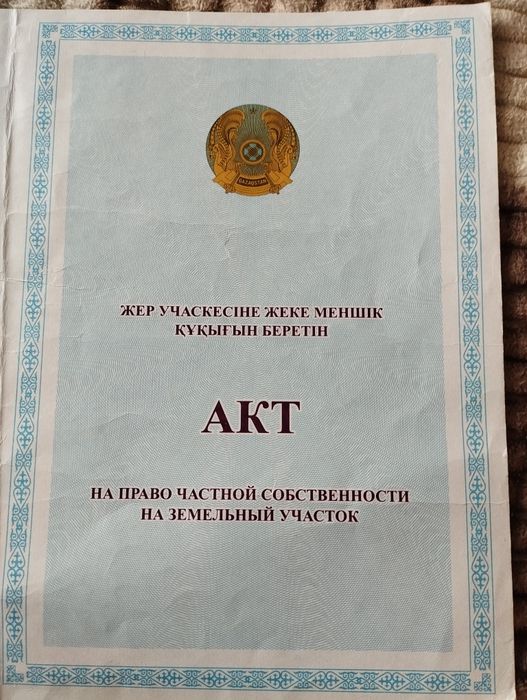 QAZAQSTAN
ЖЕР УЧАСКЕСІНЕ ЖЕКЕ МЕНШІК
ҚҰҚЫҒЫН БЕРЕТІН
АКТ
НА ПРАВО ЧАСТНОЙ СОБСТВЕННОСТИ
НА ЗЕМЕЛЬНЫЙ УЧАСТОК